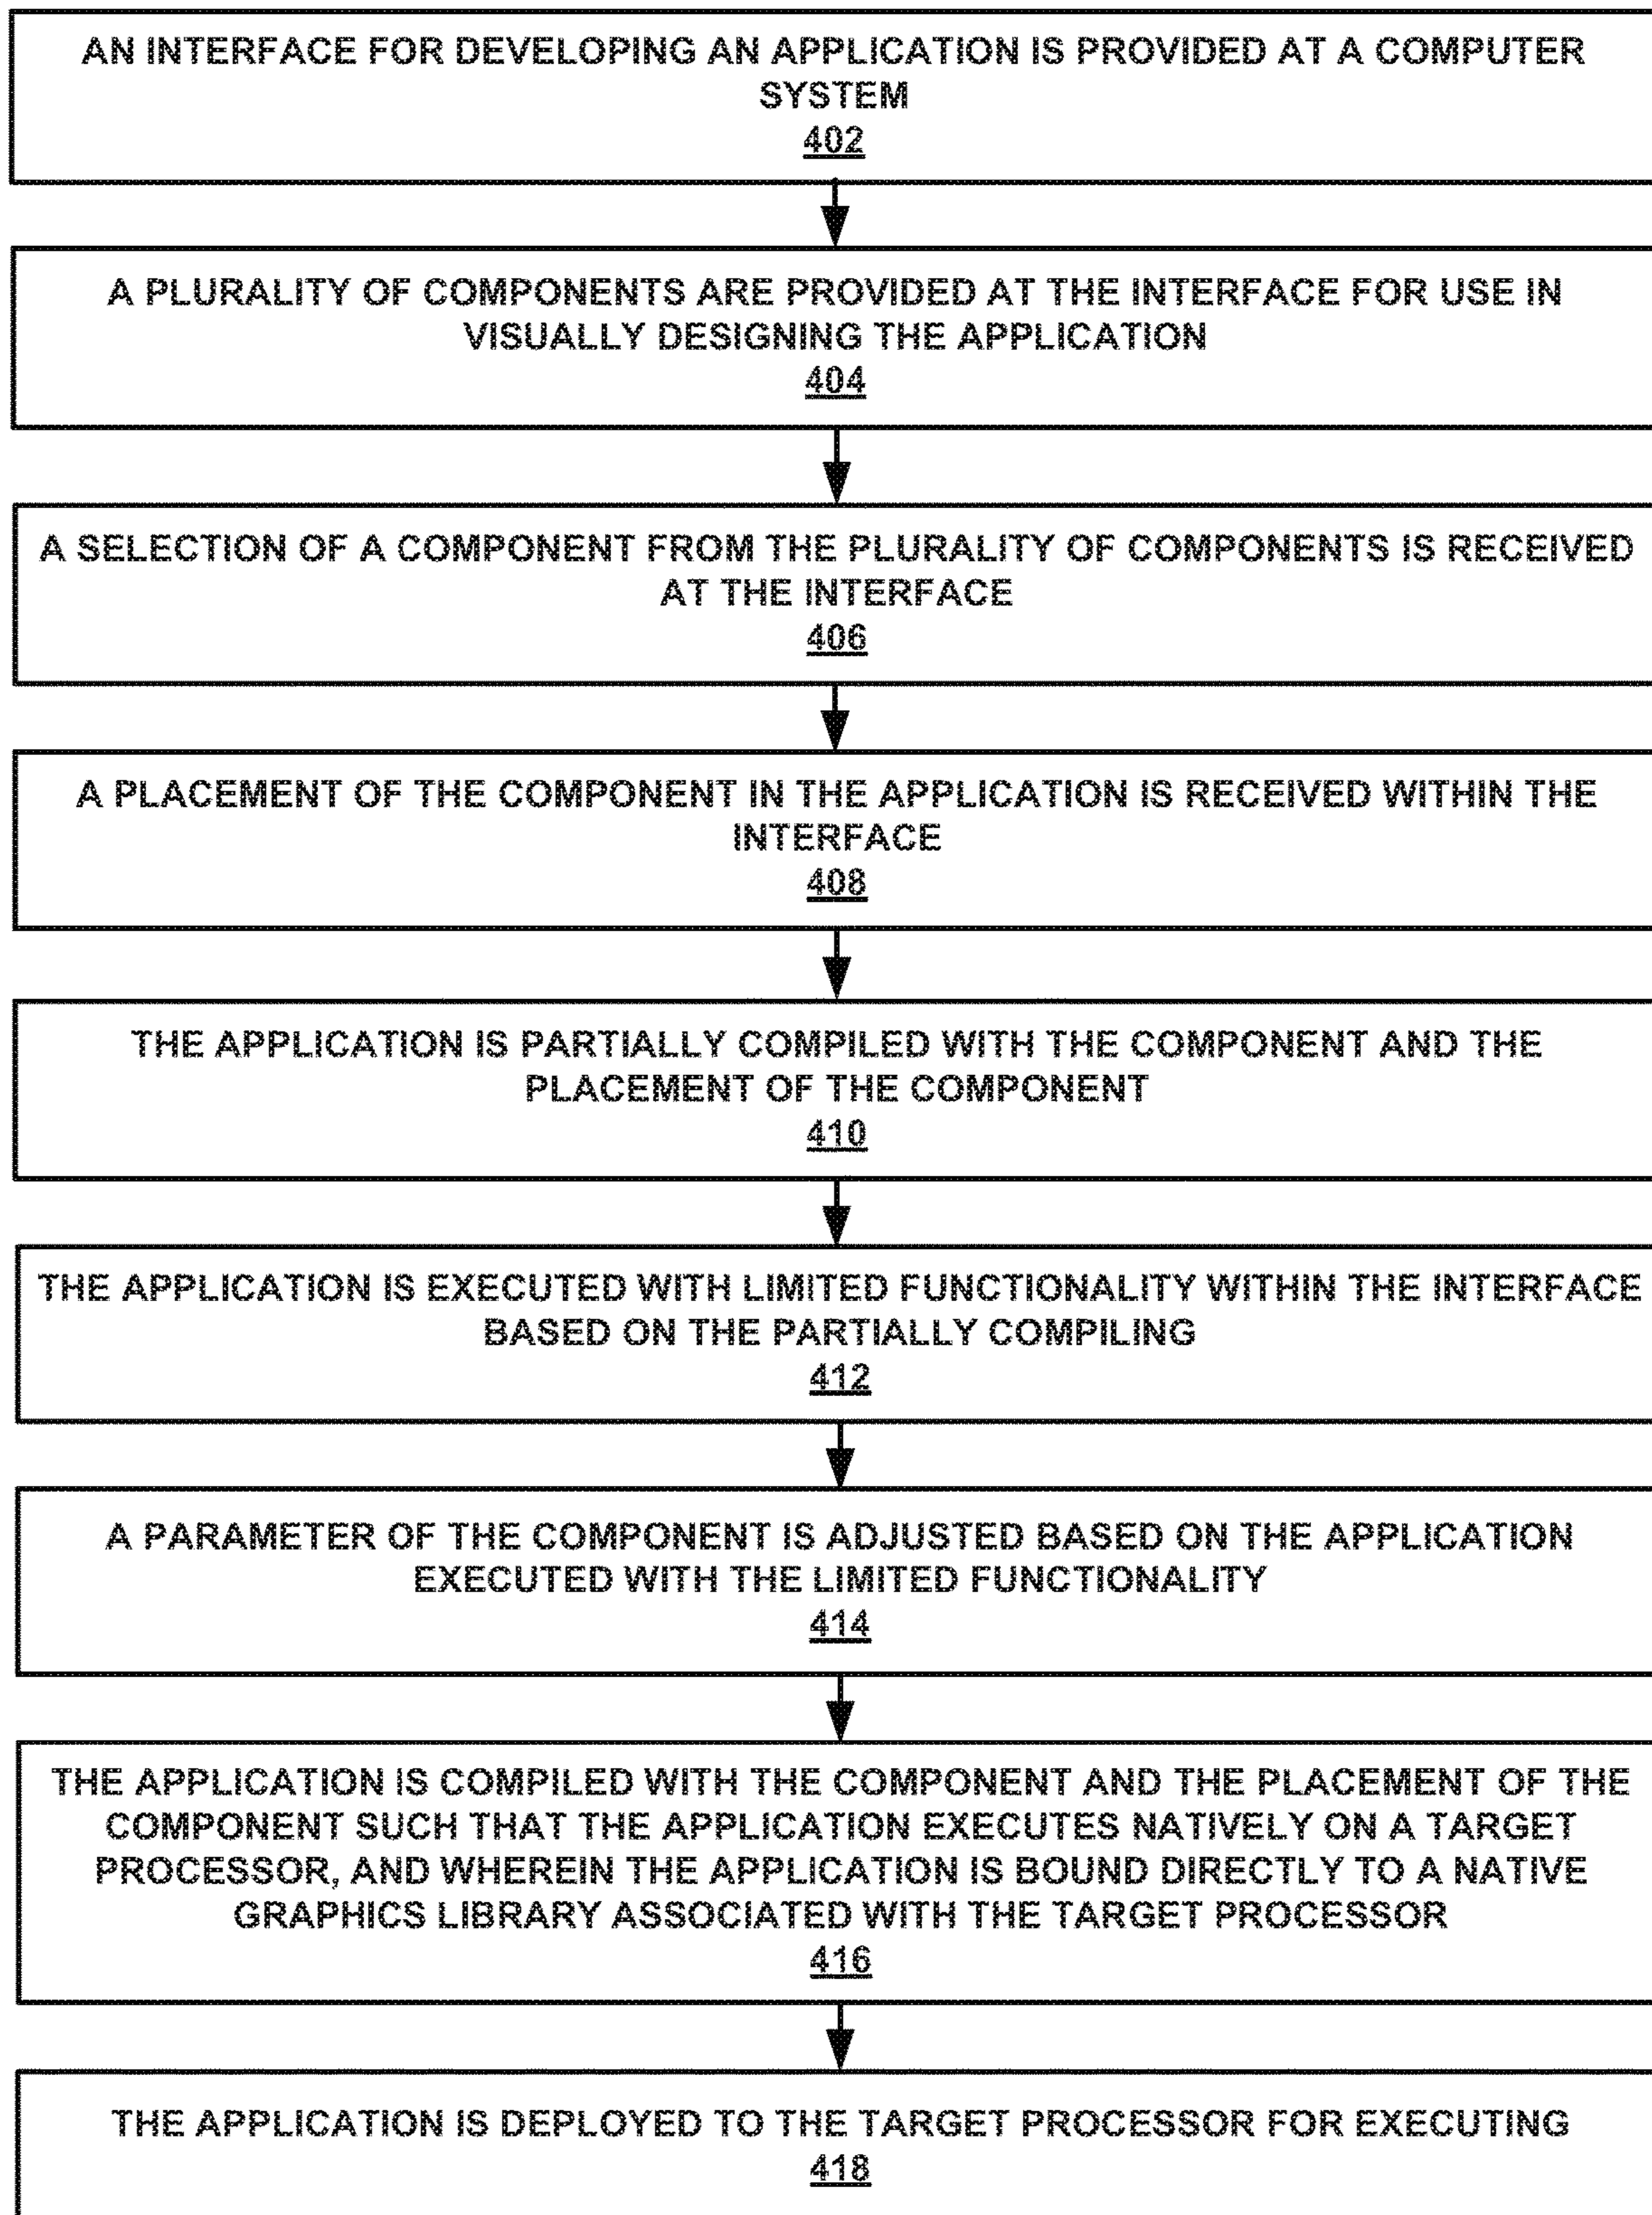 AN INTERFACE FOR DEVELOPING AN APPLICATION IS PROVIDED AT A COMPUTER
SYSTEM
402
A PLURALITY OF COMPONENTS ARE PROVIDED AT THE INTERFACE FOR USE IN
VISUALLY DESIGNING THE APPLICATION
404
A SELECTION OF A COMPONENT FROM THE PLURALITY OF COMPONENTS IS RECEIVED
AT THE INTERFACE
406
A PLACEMENT OF THE COMPONENT IN THE APPLICATION IS RECEIVED WITHIN THE
INTERFACE
408
THE APPLICATION IS PARTIALLY COMPILED WITH THE COMPONENT AND THE
PLACEMENT OF THE COMPONENT
410
THE APPLICATION IS EXECUTED WITH LIMITED FUNCTIONALITY WITHIN THE INTERFACE
BASED ON THE PARTIALLY COMPILING
412
A PARAMETER OF THE COMPONENT IS ADJUSTED BASED ON THE APPLICATION
EXECUTED WITH THE LIMITED FUNCTIONALITY
414
THE APPLICATION IS COMPILED WITH THE COMPONENT AND THE PLACEMENT OF THE
COMPONENT SUCH THAT THE APPLICATION EXECUTES NATIVELY ON A TARGET
PROCESSOR, AND WHEREIN THE APPLICATION IS BOUND DIRECTLY TO A NATIVE
GRAPHICS LIBRARY ASSOCIATED WITH THE TARGET PROCESSOR
416
THE APPLICATION IS DEPLOYED TO THE TARGET PROCESSOR FOR EXECUTING
418